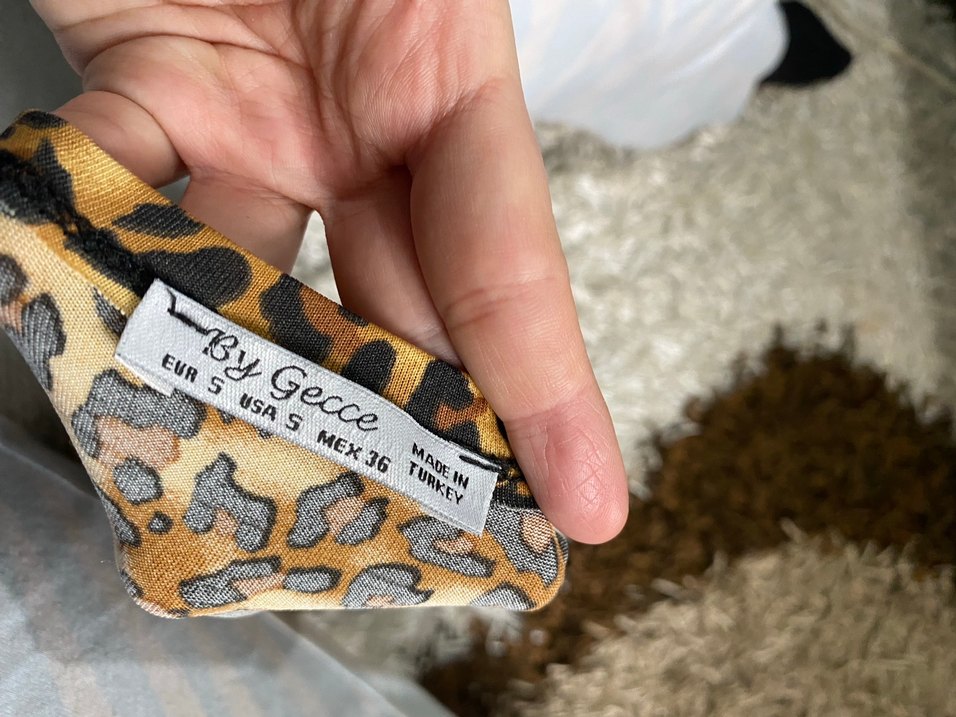 By Gecce
EUR S USA S MEX 36
MADE IN
TURKEY